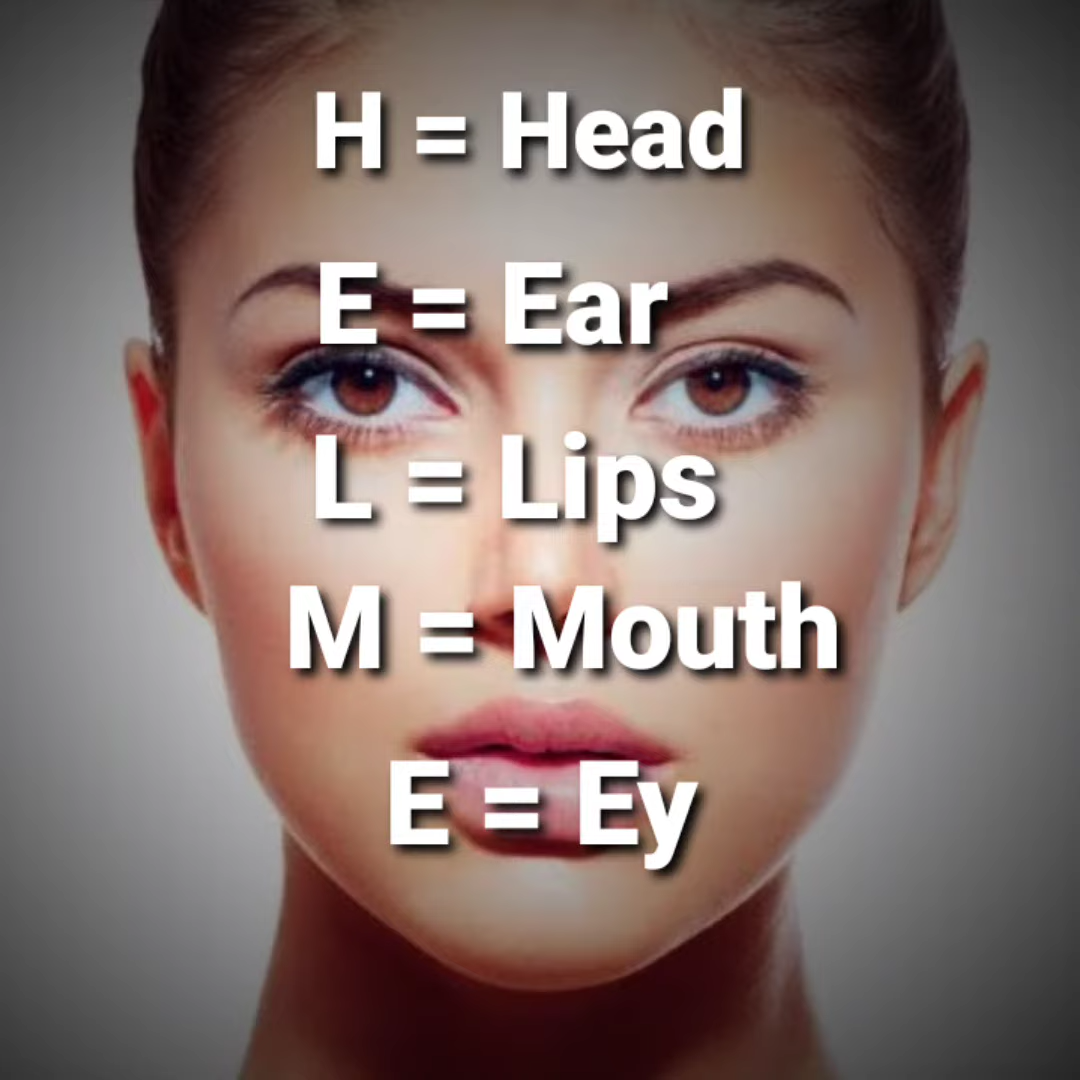 H = Head
E = Ear
L = Lips
M = Mouth
E = Ey